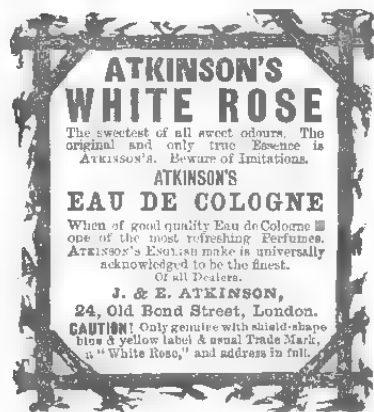 ATKINSON'S
WHITE ROSE
The sweetest of all sweet odours. The
original and only true Essence is
ATKINSON'S. Beware of Imitations.
ATKINSON'S
EAU DE COLOGNE
When of good quality Eau de Cologne
one of the most refreshing Perfumes.
ATKINSON'S ENGLISH make is universally
acknowledged to be the finest.
Of all Dealers.
J. & E. ATKINSON,
24, Old Bond Street, London.
CAUTION! Only genuine with shield-shape
blue & yellow label & usual Trade Mark,
"White Rose," and address in full.